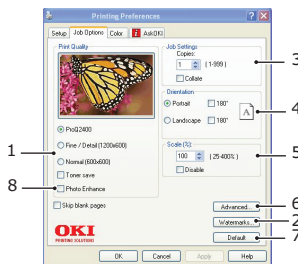 Printing Preferences
Setup Job Options Color AskOKI
Print Quality
ProQ2400
Fine / Detail (1200x600)
Normal (600x600)
Toner save
Photo Enhance
Skip blank pages
OKI
PRINTING SOLUTIONS
Job Settings
Copies:
1 (1-999)
Collate
Orientation
Portrait 180°
Landscape 180°
A
Scale (%):
100 (25-400%)
Disable
Advanced...
Watermarks...
Default
OK Cancel Apply Help
1
8
3
4
5
6
2
7